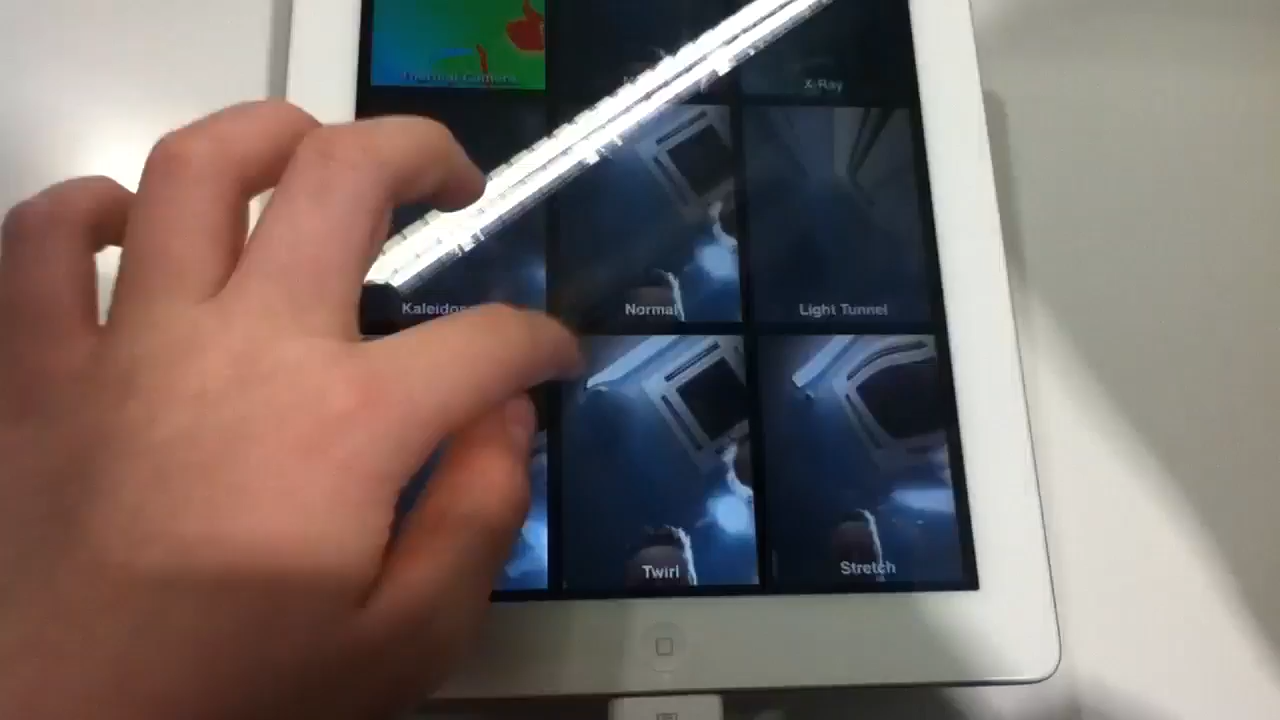 Thermal Camera
X-Ray
Normal
Light Tunnel
Twirl
Stretch